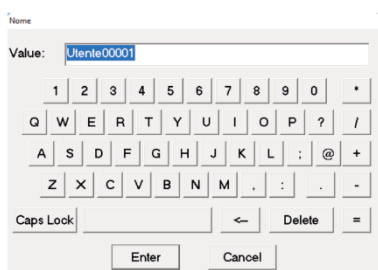 Nome
Value: Utente00001
1 2 3 4 5 6 7 8 9 0 *
Q W E R T Y U I O P ? /
A S D F G H J K L ; @ +
Z X C V B N M , : . -
Caps Lock <-- Delete =
Enter Cancel